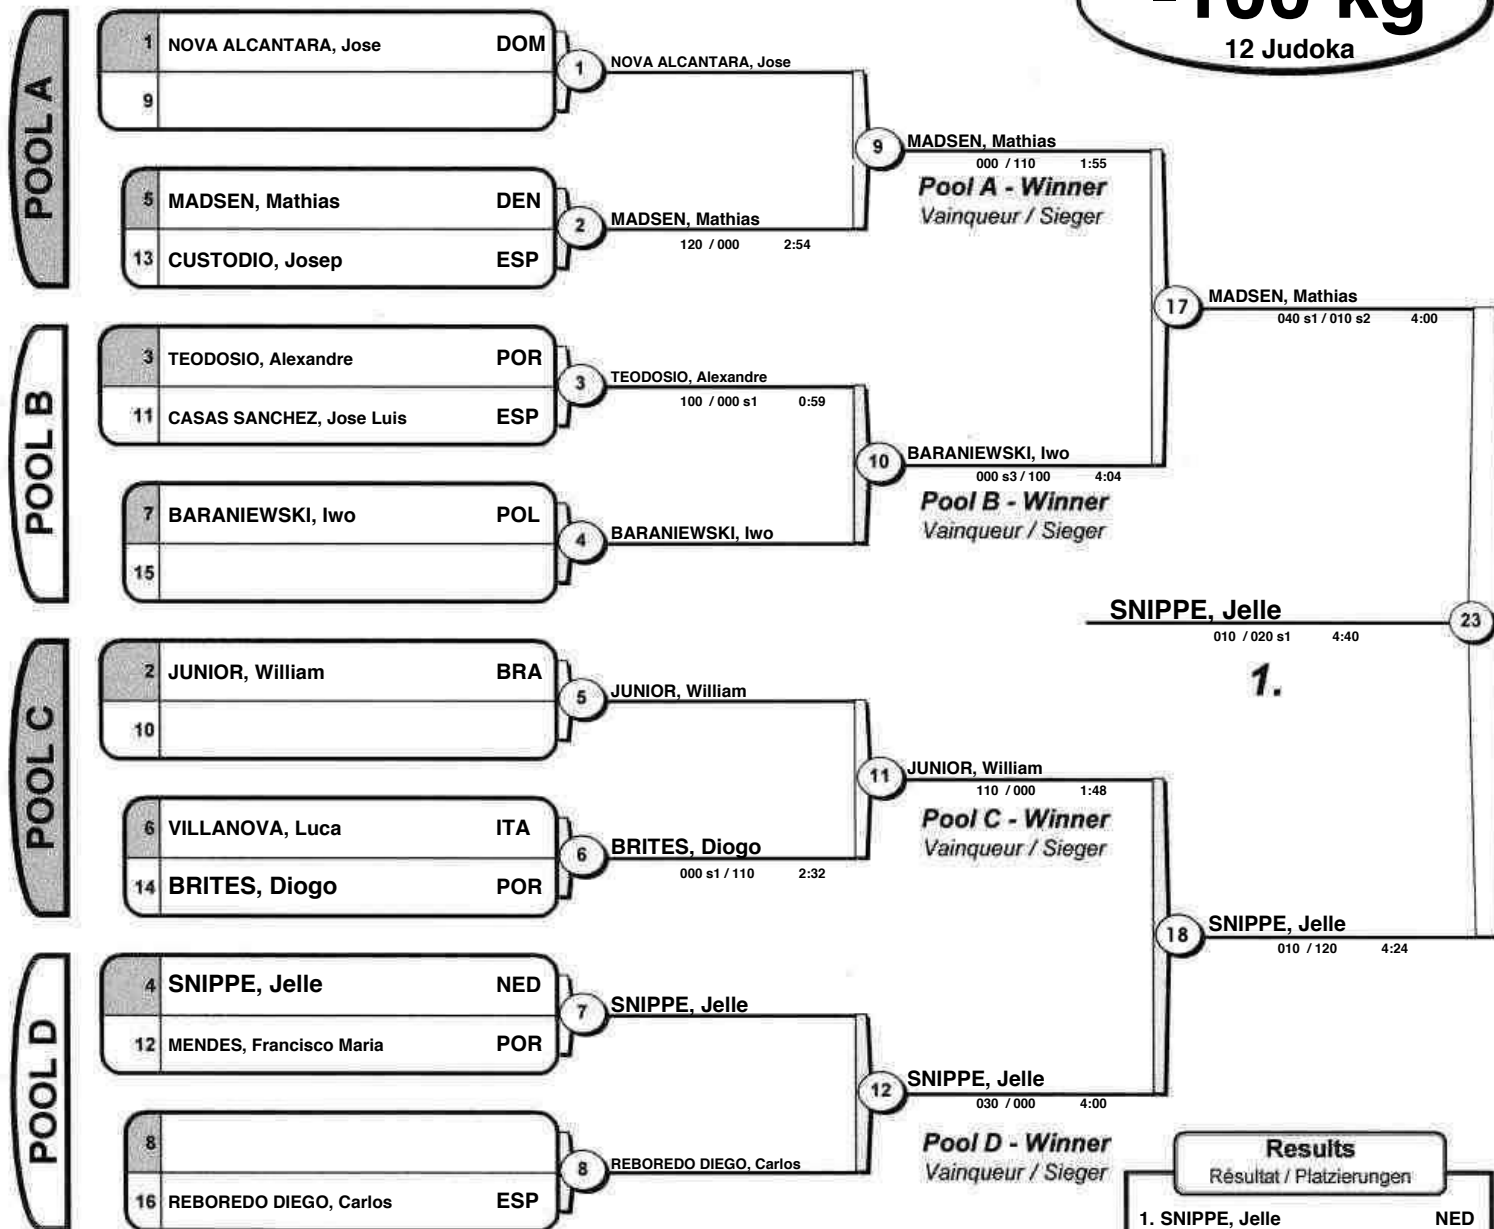 -100 kg
12 Judoka
POOL A
1 NOVA ALCANTARA, Jose DOM
9
1 NOVA ALCANTARA, Jose
5 MADSEN, Mathias DEN
13 CUSTODIO, Josep ESP
2 MADSEN, Mathias
120 / 000 2:54
9 MADSEN, Mathias
000 / 110 1:55
Pool A - Winner
Vainqueur / Sieger
POOL B
3 TEODOSIO, Alexandre POR
11 CASAS SANCHEZ, Jose Luis ESP
3 TEODOSIO, Alexandre
100 / 000 s1 0:59
7 BARANIEWSKI, Iwo POL
15
4 BARANIEWSKI, Iwo
10 BARANIEWSKI, Iwo
000 s3 / 100 4:04
Pool B - Winner
Vainqueur / Sieger
17 MADSEN, Mathias
040 s1 / 010 s2 4:00
SNIPPE, Jelle 23
010 / 020 s1 4:40
1.
POOL C
2 JUNIOR, William BRA
10
5 JUNIOR, William
6 VILLANOVA, Luca ITA
14 BRITES, Diogo POR
6 BRITES, Diogo
000 s1 / 110 2:32
11 JUNIOR, William
110 / 000 1:48
Pool C - Winner
Vainqueur / Sieger
18 SNIPPE, Jelle
010 / 120 4:24
POOL D
4 SNIPPE, Jelle NED
12 MENDES, Francisco Maria POR
7 SNIPPE, Jelle
8
16 REBOREDO DIEGO, Carlos ESP
8 REBOREDO DIEGO, Carlos
12 SNIPPE, Jelle
030 / 000 4:00
Pool D - Winner
Vainqueur / Sieger
Results
Résultat / Platzierungen
1. SNIPPE, Jelle NED